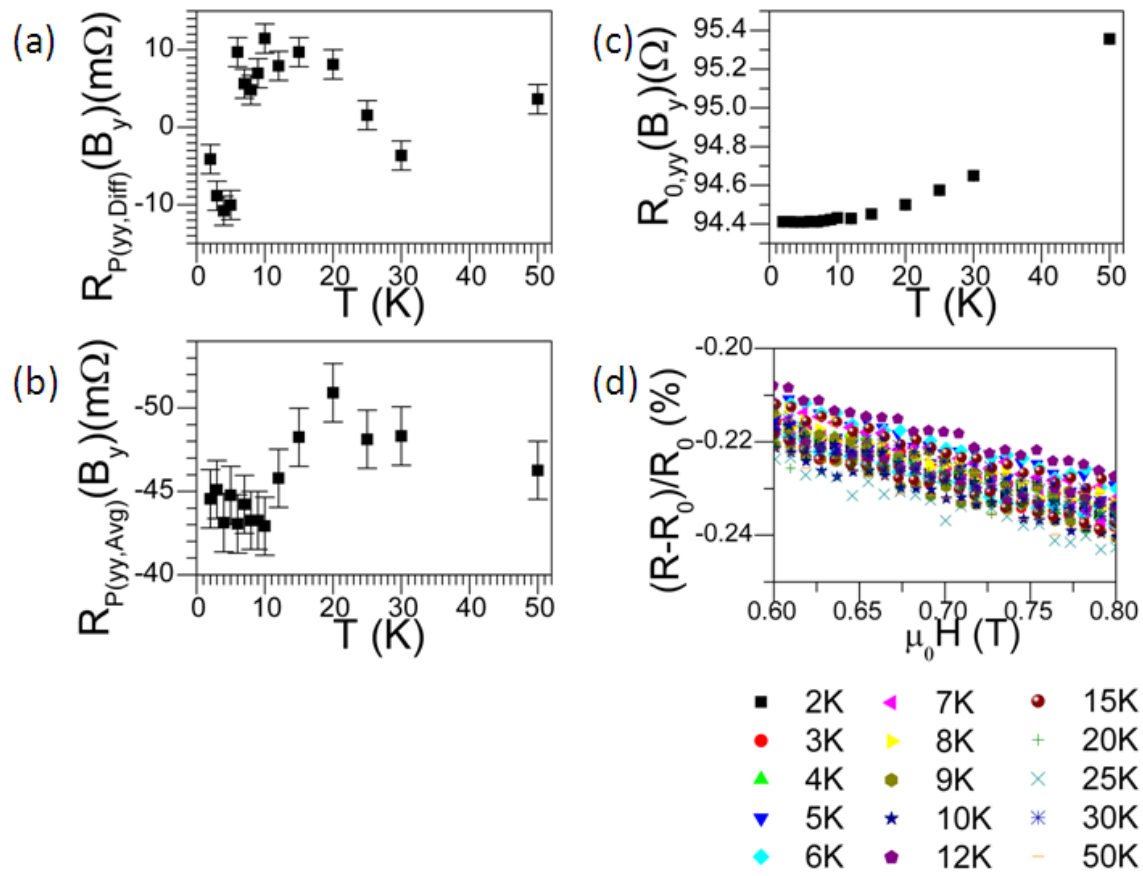 (a)
R_P(yy,Diff)(B_y)(mΩ)
10
0
-10
0 10 20 30 40 50
T (K)
(b)
R_P(yy,Avg)(B_y)(mΩ)
-50
-45
-40
0 10 20 30 40 50
T (K)
(c)
R_0,yy(B_y)(Ω)
95.4
95.2
95.0
94.8
94.6
94.4
0 10 20 30 40 50
T (K)
(d)
(R-R_0)/R_0 (%)
-0.20
-0.22
-0.24
0.60 0.65 0.70 0.75 0.80
μ_0H (T)
2K 7K 15K
3K 8K 20K
4K 9K 25K
5K 10K 30K
6K 12K 50K